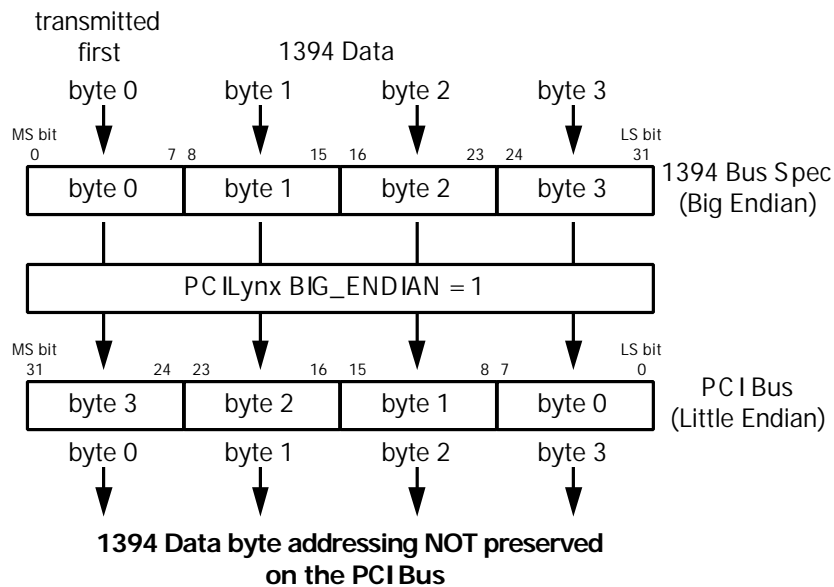 transmitted
first
1394 Data
byte 0 byte 1 byte 2 byte 3
MS bit LS bit
0 7 8 15 16 23 24 31
byte 0 byte 1 byte 2 byte 3
1394 Bus Spec
(Big Endian)
PCILynx BIG_ENDIAN = 1
MS bit LS bit
31 24 23 16 15 8 7 0
byte 3 byte 2 byte 1 byte 0
PCI Bus
(Little Endian)
byte 0 byte 1 byte 2 byte 3
1394 Data byte addressing NOT preserved
on the PCI Bus